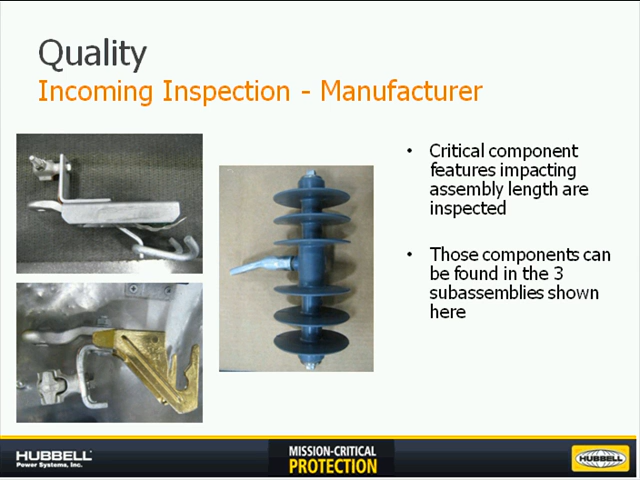 Quality
Incoming Inspection - Manufacturer
• Critical component
features impacting
assembly length are
inspected
• Those components can
be found in the 3
subassemblies shown
here
HUBBELL
Power Systems, Inc.
MISSION-CRITICAL
PROTECTION
HUBBELL